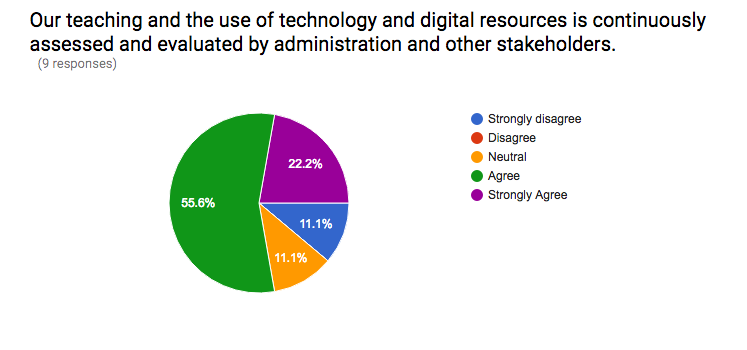 Our teaching and the use of technology and digital resources is continuously
assessed and evaluated by administration and other stakeholders.
(9 responses)
Strongly disagree
Disagree
Neutral
Agree
Strongly Agree
22.2%
55.6%
11.1%
11.1%